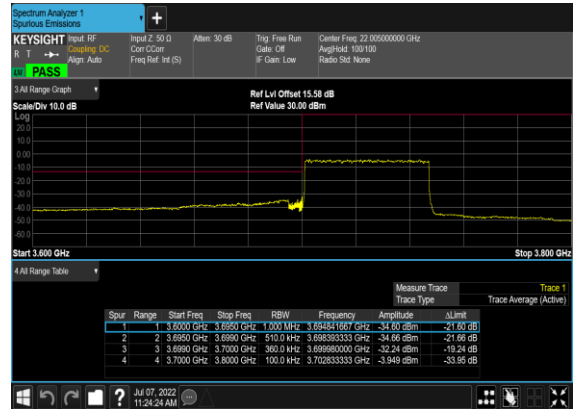 Spectrum Analyzer 1
Spurious Emissions
+
KEYSIGHT Input: RF Input Z: 50 Ω Atten: 30 dB Trig: Free Run Center Freq: 22.005000000 GHz
R T Coupling: DC Corr CCorr Gate: Off Avg|Hold: 100/100
Align: Auto Freq Ref: Int (S) IF Gain: Low Radio Std: None
LW PASS
3 All Range Graph Ref Lvl Offset 15.58 dB
Scale/Div 10.0 dB Ref Value 30.00 dBm
Log
20.0
10.0
0.00
-10.0
-20.0
-30.0
-40.0
-50.0
-60.0
Start 3.600 GHz Stop 3.800 GHz
4 All Range Table
Measure Trace Trace 1
Trace Type Trace Average (Active)
Spur Range Start Freq Stop Freq RBW Frequency Amplitude ΔLimit
1 1 3.6000 GHz 3.6950 GHz 1.000 MHz 3.694841667 GHz -34.60 dBm -21.60 dB
2 2 3.6950 GHz 3.6990 GHz 510.0 kHz 3.698393333 GHz -34.66 dBm -21.66 dB
3 3 3.6990 GHz 3.7000 GHz 360.0 kHz 3.699980000 GHz -32.24 dBm -19.24 dB
4 4 3.7000 GHz 3.8000 GHz 100.0 kHz 3.702833333 GHz -3.949 dBm -33.95 dB
? Jul 07, 2022
11:24:24 AM